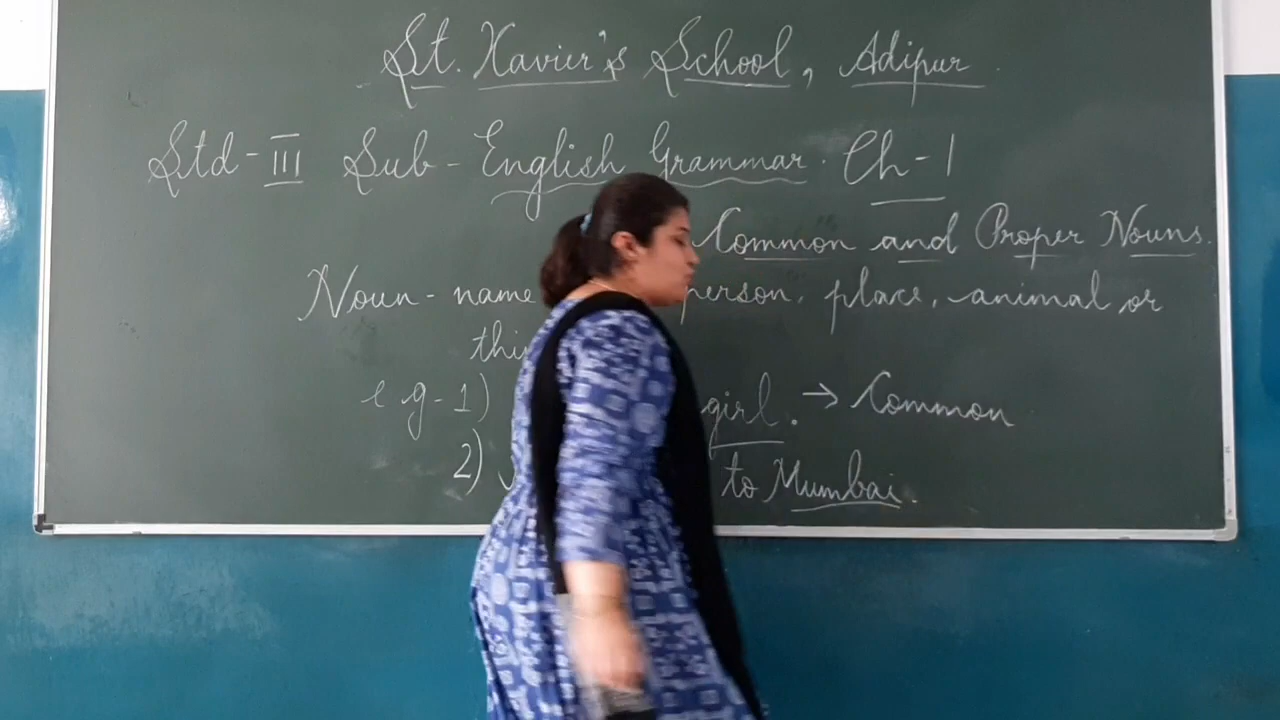 St. Xavier's School, Adipur
Std - III Sub - English Grammar. Ch - 1
Common and Proper Nouns.
Noun - name person, place, animal or
e g - 1) girl. → Common
2) to Mumbai.